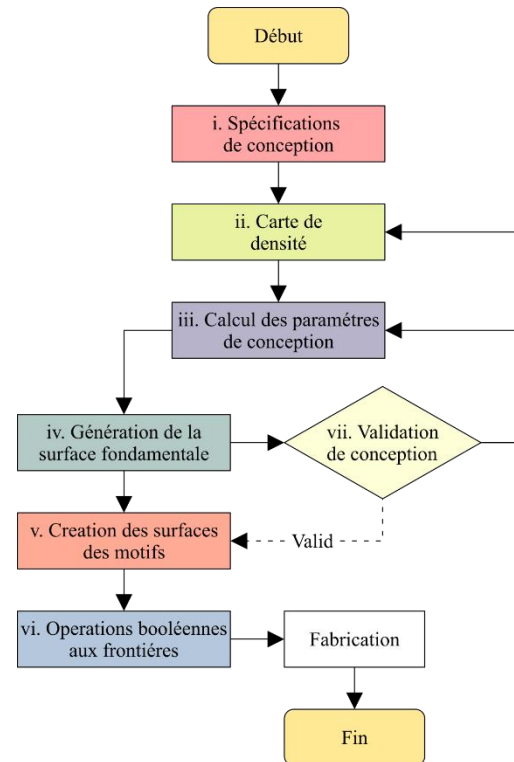 Début
i. Spécifications
de conception
ii. Carte de
densité
iii. Calcul des paramétres
de conception
iv. Génération de la
surface fondamentale
vii. Validation
de conception
v. Creation des surfaces
des motifs
Valid
vi. Operations booléennes
aux frontiéres
Fabrication
Fin